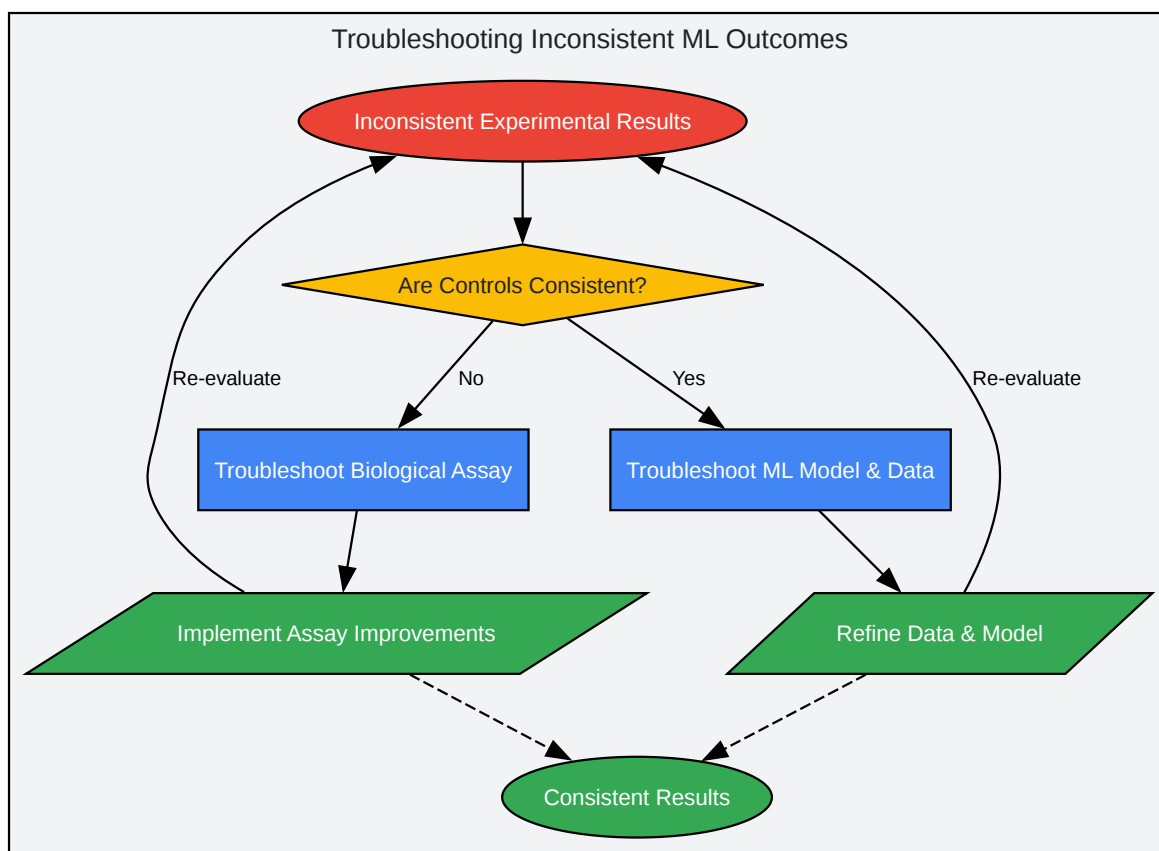 Troubleshooting Inconsistent ML Outcomes
Inconsistent Experimental Results
Are Controls Consistent?
Re-evaluate
No
Yes
Re-evaluate
Troubleshoot Biological Assay
Troubleshoot ML Model & Data
Implement Assay Improvements
Refine Data & Model
Consistent Results